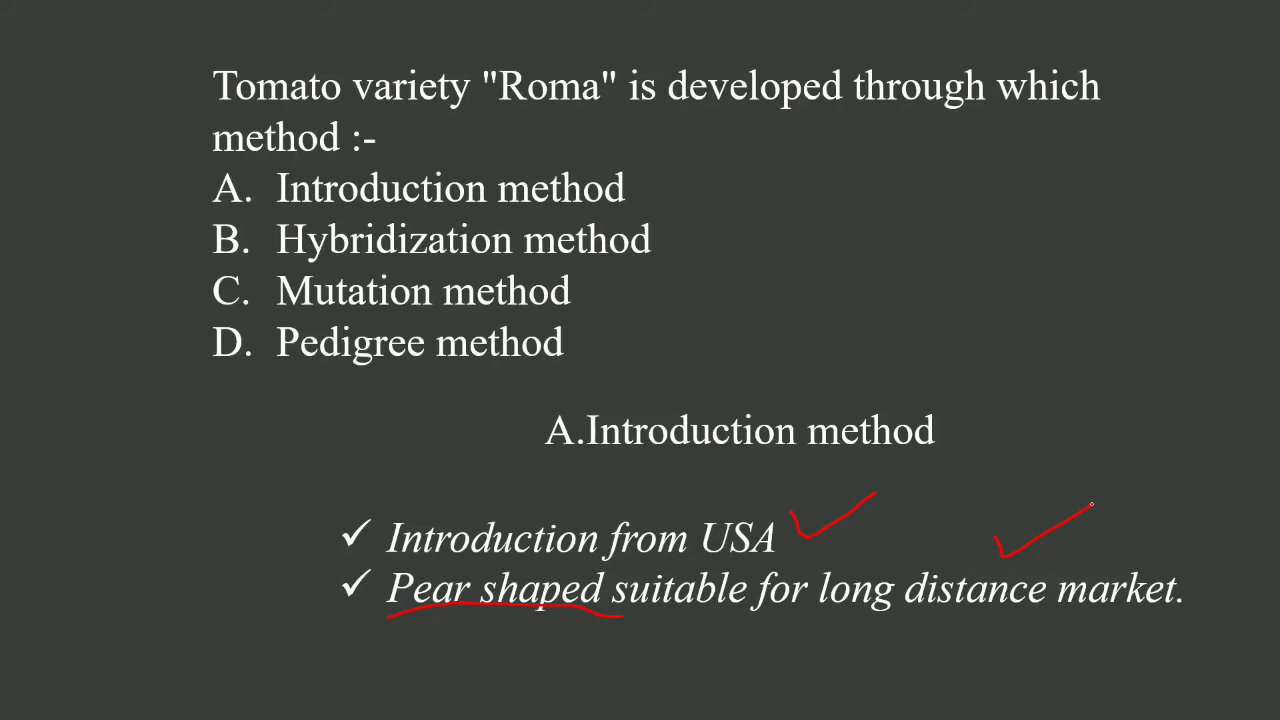 Tomato variety "Roma" is developed through which
method :-
A. Introduction method
B. Hybridization method
C. Mutation method
D. Pedigree method
A.Introduction method
✓ Introduction from USA
✓ Pear shaped suitable for long distance market.